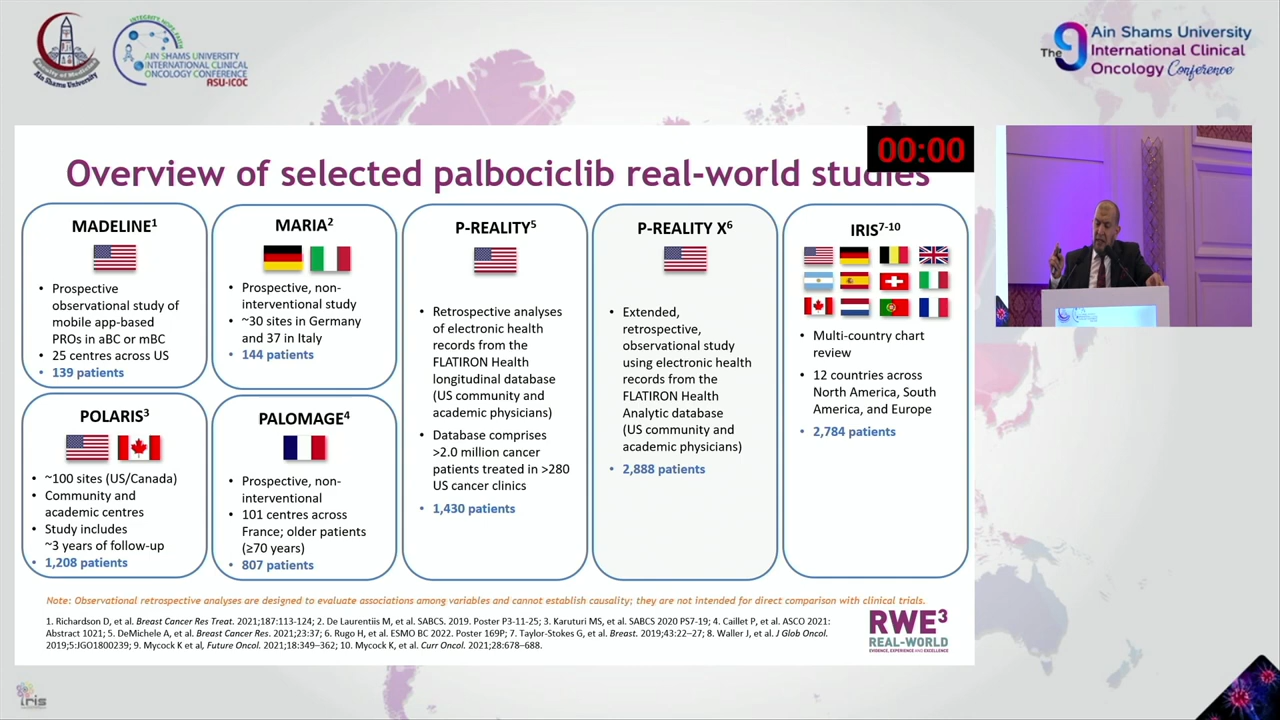 Faculty of Medicine
Ain Shams University
INTEGRITY, HOPE, FAITH
AIN SHAMS UNIVERSITY
INTERNATIONAL CLINICAL
ONCOLOGY CONFERENCE
ASU-ICOC
The 9th Ain Shams University
International Clinical
Oncology Conference
00:00
Overview of selected palbociclib real-world studies
MADELINE1
• Prospective
observational study of
mobile app-based
PROs in aBC or mBC
• 25 centres across US
• 139 patients
MARIA2
• Prospective, non-
interventional study
• ~30 sites in Germany
and 37 in Italy
• 144 patients
POLARIS3
• ~100 sites (US/Canada)
• Community and
academic centres
• Study includes
~3 years of follow-up
• 1,208 patients
PALOMAGE4
• Prospective, non-
interventional
• 101 centres across
France; older patients
(≥70 years)
• 807 patients
P-REALITY5
• Retrospective analyses
of electronic health
records from the
FLATIRON Health
longitudinal database
(US community and
academic physicians)
• Database comprises
>2.0 million cancer
patients treated in >280
US cancer clinics
• 1,430 patients
P-REALITY X6
• Extended,
retrospective,
observational study
using electronic health
records from the
FLATIRON Health
Analytic database
(US community and
academic physicians)
• 2,888 patients
IRIS7-10
• Multi-country chart
review
• 12 countries across
North America, South
America, and Europe
• 2,784 patients
Note: Observational retrospective analyses are designed to evaluate associations among variables and cannot establish causality; they are not intended for direct comparison with clinical trials.
1. Richardson D, et al. Breast Cancer Res Treat. 2021;187:113-124; 2. De Laurentiis M, et al. SABCS. 2019. Poster P3-11-25; 3. Karuturi MS, et al. SABCS 2020 PS7-19; 4. Caillet P, et al. ASCO 2021:
Abstract 1021; 5. DeMichele A, et al. Breast Cancer Res. 2021;23:37; 6. Rugo H, et al. ESMO BC 2022. Poster 169P; 7. Taylor-Stokes G, et al. Breast. 2019;43:22–27; 8. Waller J, et al. J Glob Oncol.
2019;5:JGO1800239; 9. Mycock K et al, Future Oncol. 2021;18:349–362; 10. Mycock K, et al. Curr Oncol. 2021;28:678–688.
RWE3
REAL-WORLD
EVIDENCE, EXPERIENCE AND EXCELLENCE
iris